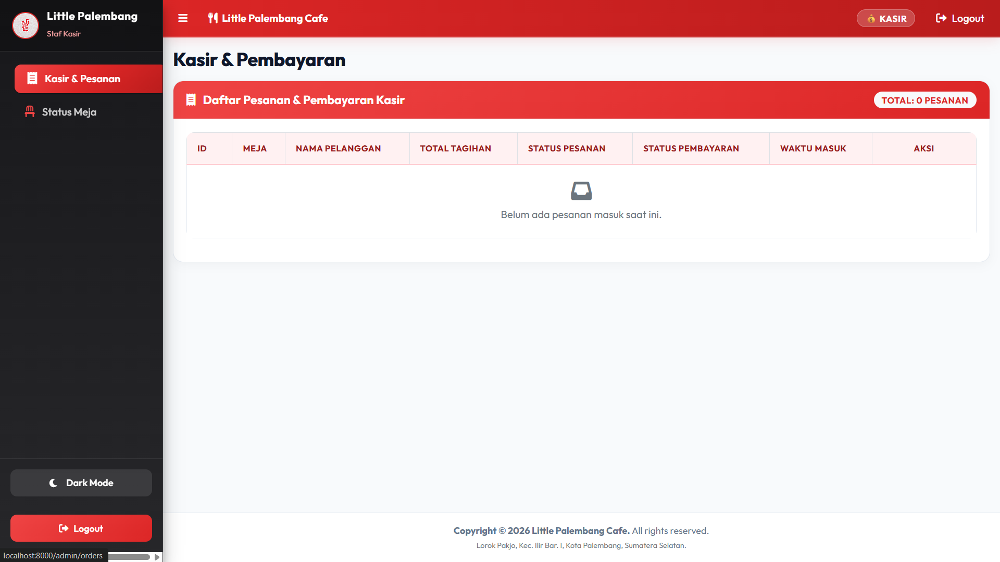 Little Palembang
Staf Kasir
Kasir & Pesanan
Status Meja
Dark Mode
Logout
localhost:8000/admin/orders
Little Palembang Cafe
KASIR
Logout
Kasir & Pembayaran
Daftar Pesanan & Pembayaran Kasir
TOTAL: 0 PESANAN
ID MEJA NAMA PELANGGAN TOTAL TAGIHAN STATUS PESANAN STATUS PEMBAYARAN WAKTU MASUK AKSI
Belum ada pesanan masuk saat ini.
Copyright © 2026 Little Palembang Cafe. All rights reserved.
Lorok Pakjo, Kec. Ilir Bar. I, Kota Palembang, Sumatera Selatan.